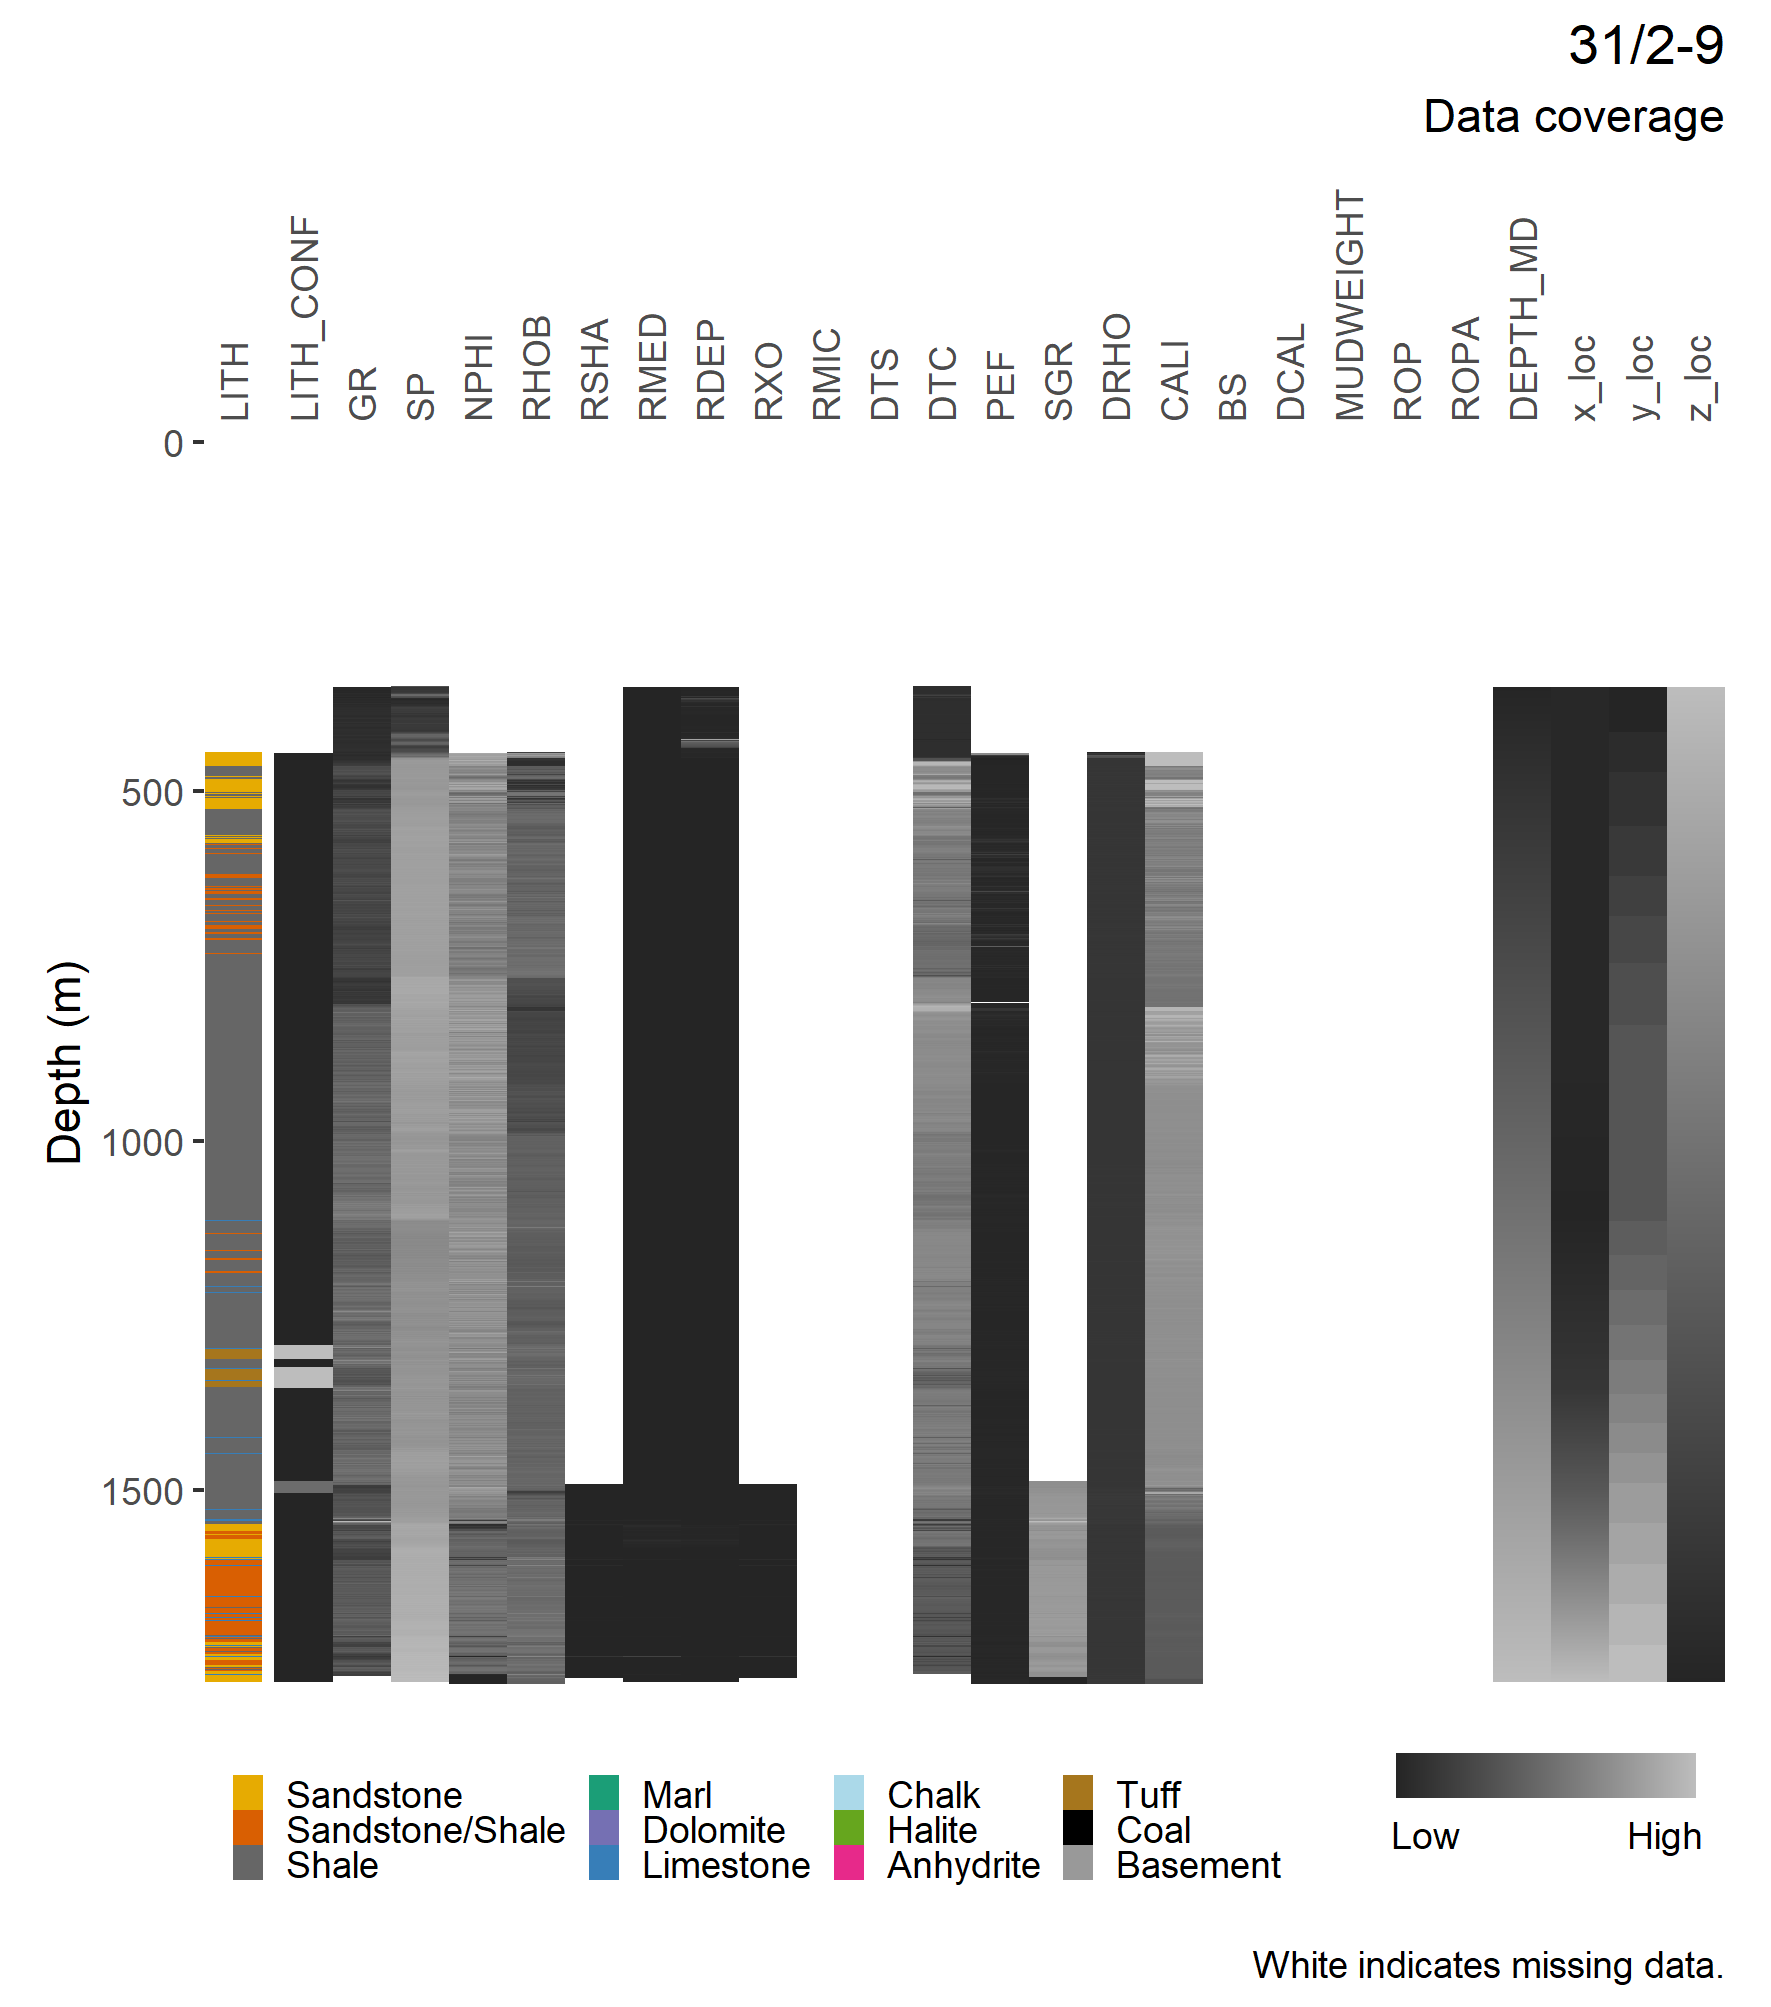 31/2-9
Data coverage
LITH
LITH_CONF
GR
SP
NPHI
RHOB
RSHA
RMED
RDEP
RXO
RMIC
DTS
DTC
PEF
SGR
DRHO
CALI
BS
DCAL
MUDWEIGHT
ROP
ROPA
DEPTH_MD
x_loc
y_loc
z_loc
0
500
1000
1500
Depth (m)
Sandstone
Sandstone/Shale
Shale
Marl
Dolomite
Limestone
Chalk
Halite
Anhydrite
Tuff
Coal
Basement
Low
High
White indicates missing data.